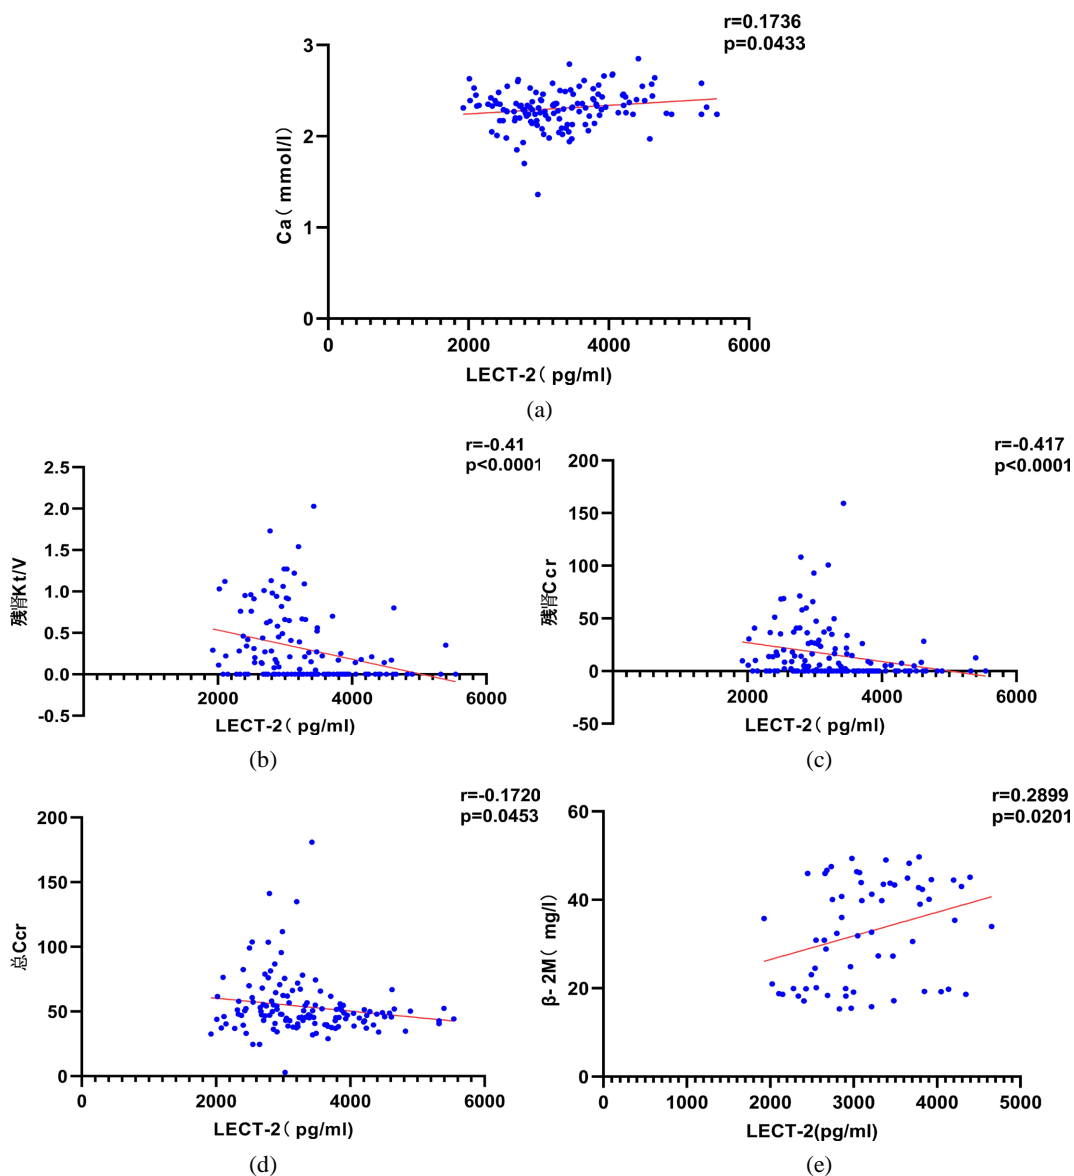 r=0.1736
p=0.0433
3
2
1
0
Ca( mmol/l)
0 2000 4000 6000
LECT-2( pg/ml)
(a)
r=-0.41
p<0.0001
2.5
2.0
1.5
1.0
0.5
0.0
-0.5
残肾Kt/V
2000 4000 6000
LECT-2( pg/ml)
(b)
r=-0.417
p<0.0001
200
150
100
50
0
-50
残肾Ccr
2000 4000 6000
LECT-2( pg/ml)
(c)
r=-0.1720
p=0.0453
200
150
100
50
0
总Ccr
0 2000 4000 6000
LECT-2( pg/ml)
(d)
r=0.2899
p=0.0201
60
40
20
0
β- 2M( mg/l)
0 1000 2000 3000 4000 5000
LECT-2(pg/ml)
(e)